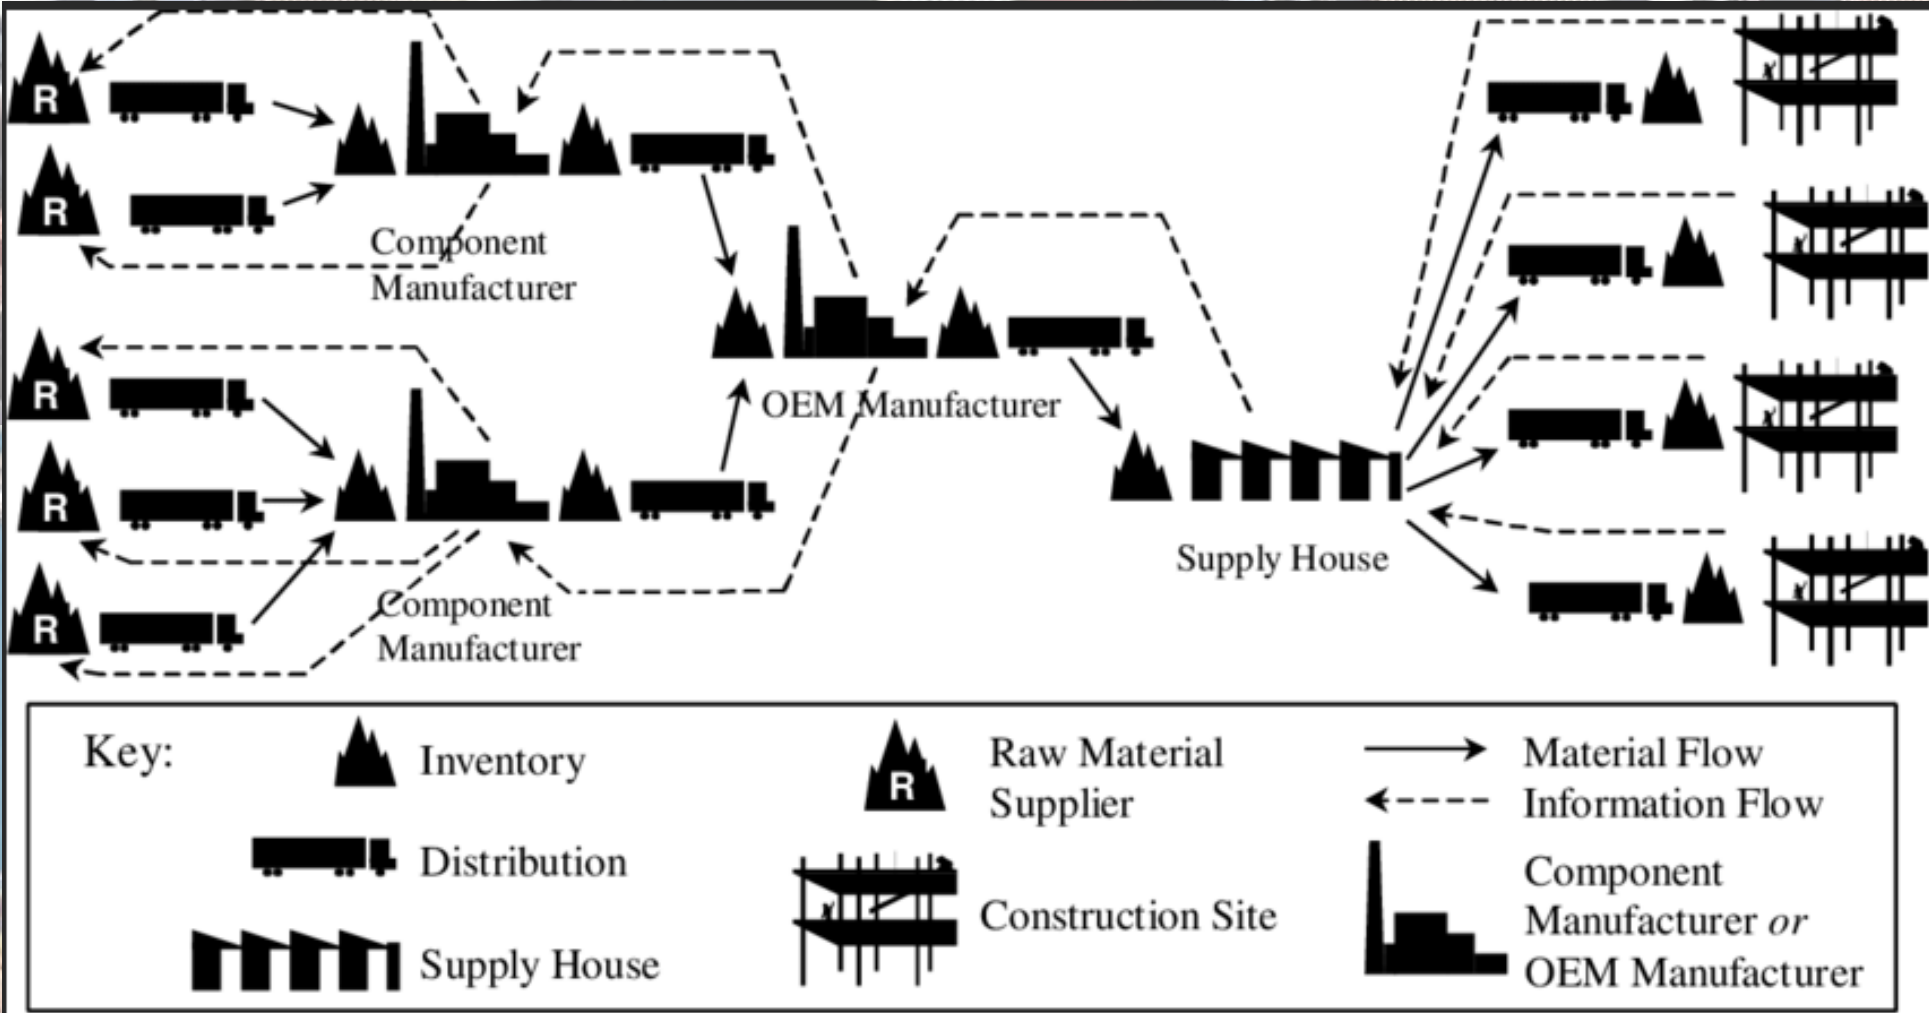 R
R
Component
Manufacturer
OEM Manufacturer
R
R
R
Component
Manufacturer
Supply House
Key:
Inventory
Distribution
Supply House
R
Raw Material
Supplier
Construction Site
Material Flow
Information Flow
Component
Manufacturer or
OEM Manufacturer